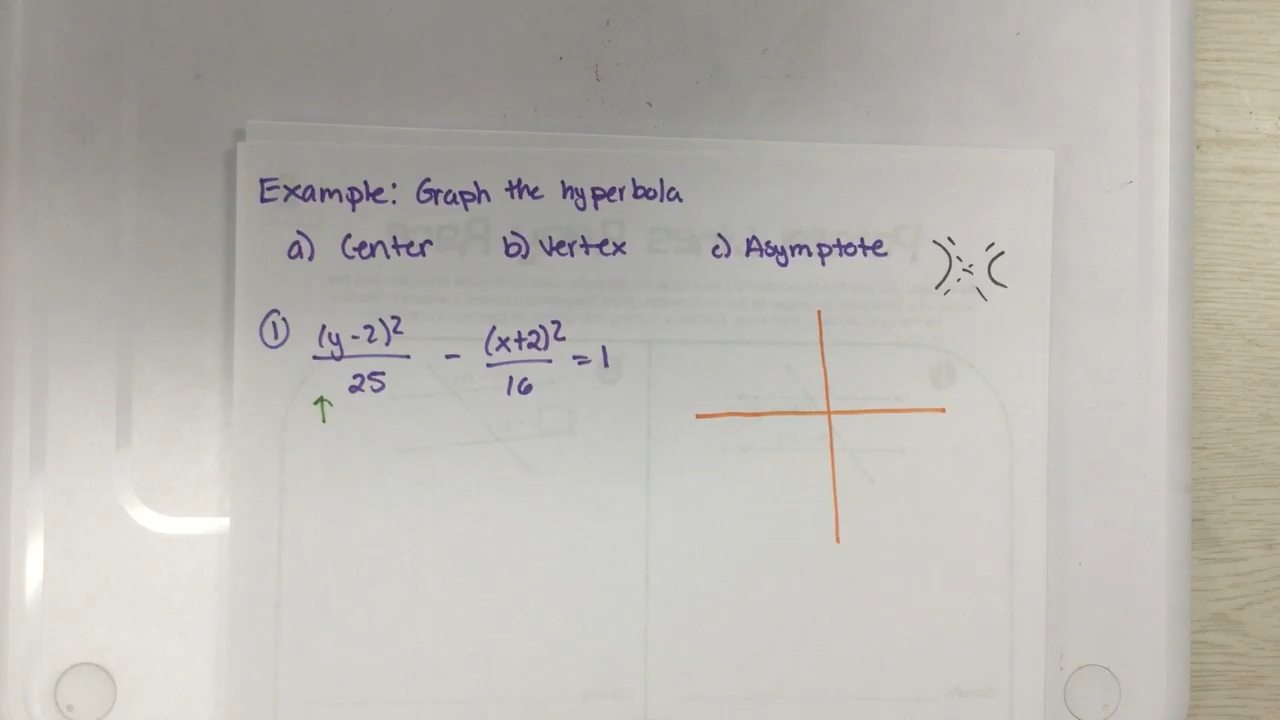 Example: Graph the hyperbola
a) Center b) Vertex c) Asymptote
① (y-2)²/25 - (x+2)²/16 = 1